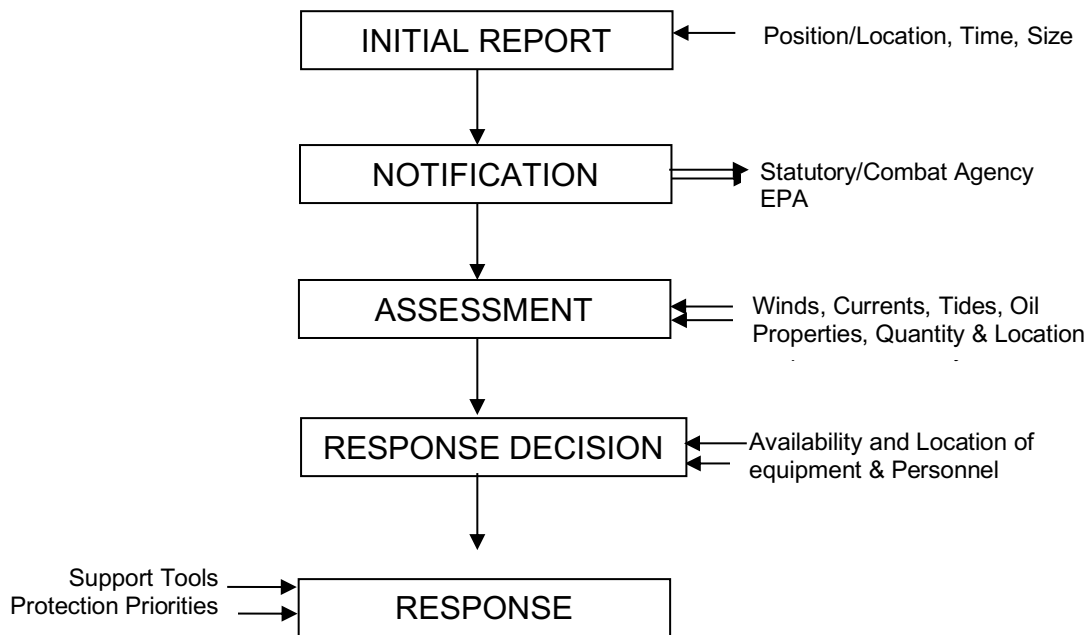 INITIAL REPORT
Position/Location, Time, Size
NOTIFICATION
Statutory/Combat Agency
EPA
ASSESSMENT
Winds, Currents, Tides, Oil
Properties, Quantity & Location
RESPONSE DECISION
Availability and Location of
equipment & Personnel
Support Tools
Protection Priorities
RESPONSE